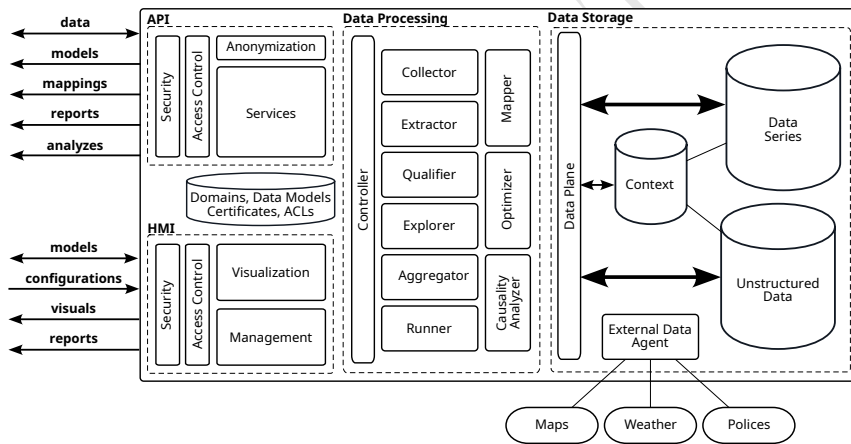 API
Data Processing
Data Storage
data
models
mappings
reports
analyzes
Security
Access Control
Anonymization
Services
Domains, Data Models
Certificates, ACLs
HMI
models
configurations
visuals
reports
Security
Access Control
Visualization
Management
Controller
Collector
Extractor
Qualifier
Explorer
Aggregator
Runner
Mapper
Optimizer
Causality
Analyzer
Data Plane
Data
Series
Context
Unstructured
Data
External Data
Agent
Maps
Weather
Polices